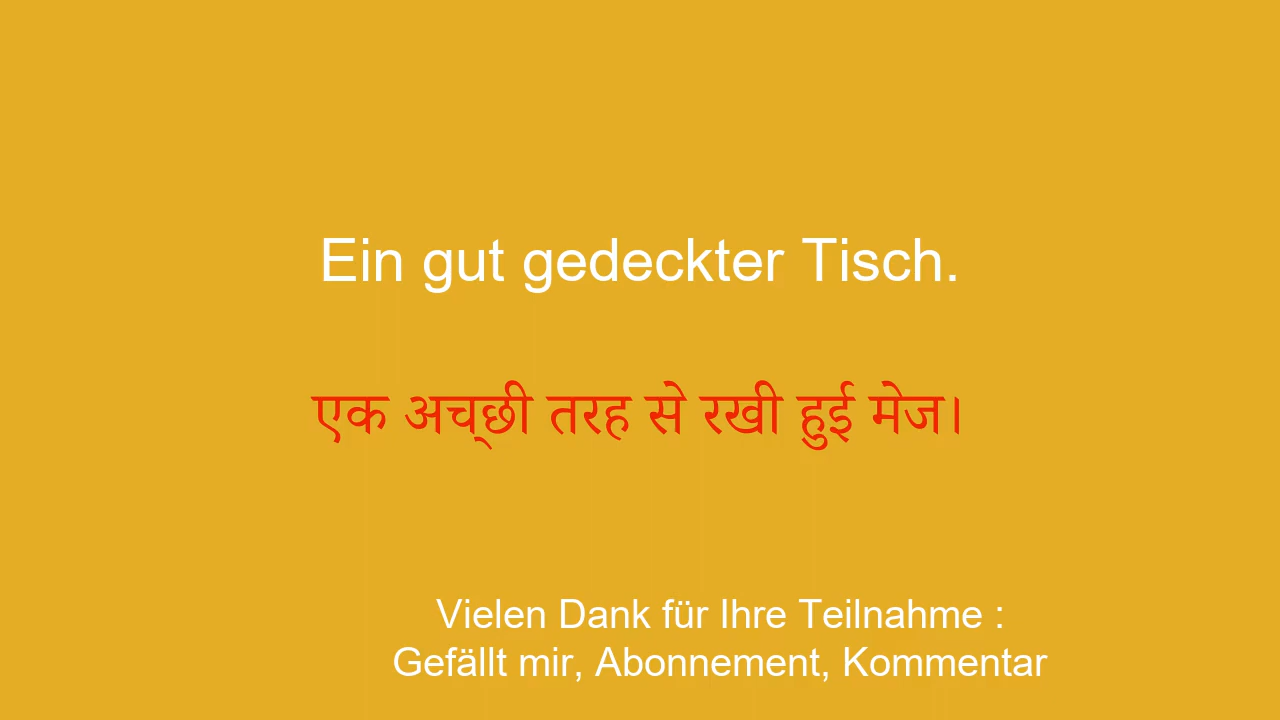 Ein gut gedeckter Tisch.
एक अच्छी तरह से रखी हुई मेज।
Vielen Dank für Ihre Teilnahme :
Gefällt mir, Abonnement, Kommentar